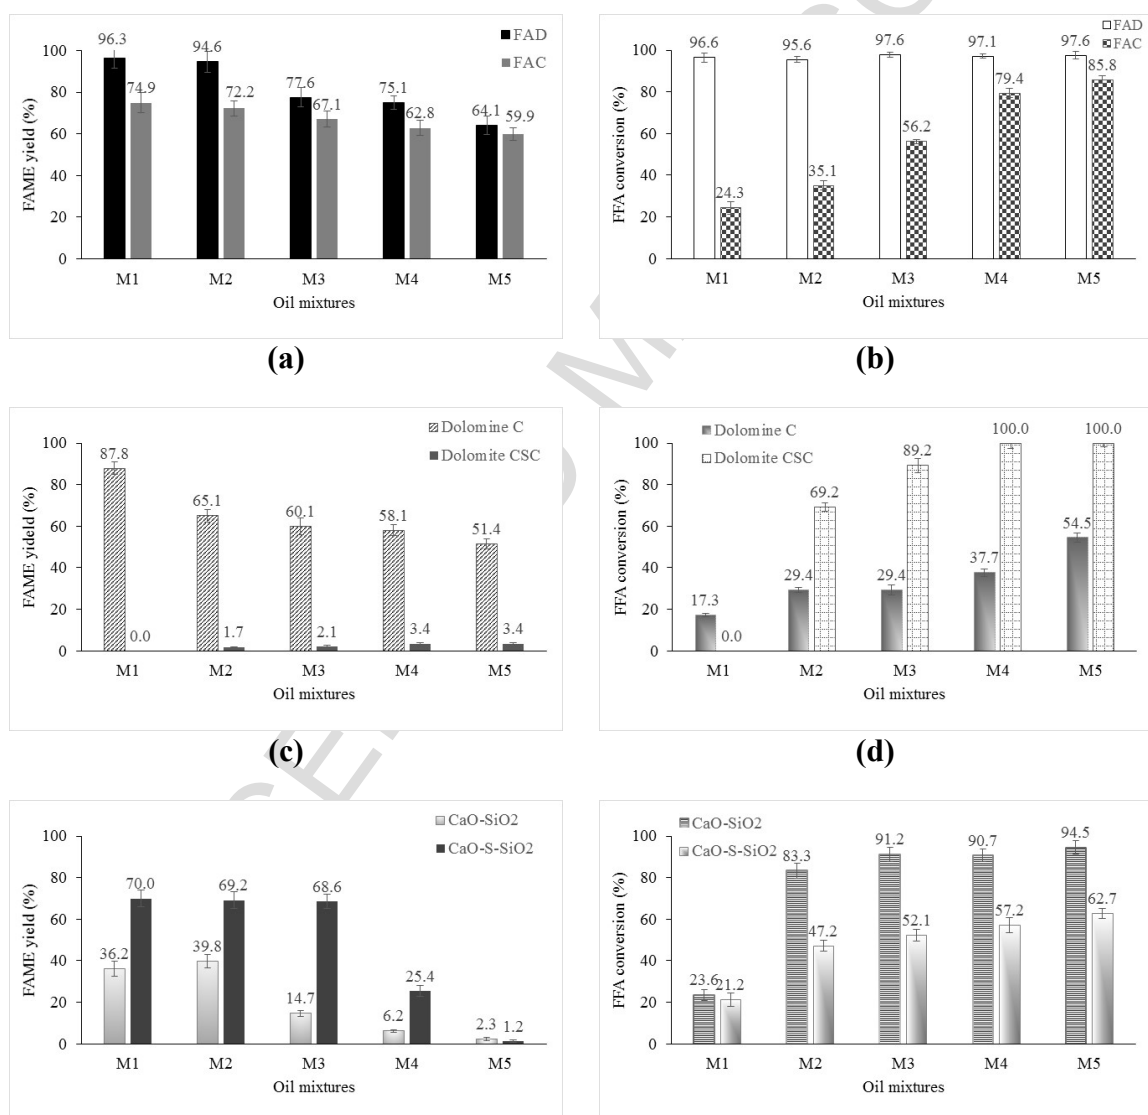 96.3
94.6
FAD
FAC
100
80
60
40
20
0
74.9
72.2
77.6
67.1
75.1
62.8
64.1
59.9
FAME yield (%)
M1 M2 M3 M4 M5
Oil mixtures
(a)
96.6
95.6
97.6
97.1
97.6
FAD
FAC
100
80
60
40
20
0
24.3
35.1
56.2
79.4
85.8
FFA conversion (%)
M1 M2 M3 M4 M5
Oil mixtures
(b)
Dolomine C
Dolomite CSC
100
80
60
40
20
0
87.8
0.0
65.1
1.7
60.1
2.1
58.1
3.4
51.4
3.4
FAME yideld (%)
M1 M2 M3 M4 M5
Oil mixtures
(c)
Dolomine C
Dolomite CSC
100
80
60
40
20
0
17.3
0.0
29.4
69.2
29.4
89.2
37.7
100.0
54.5
100.0
FFA conversion (%)
M1 M2 M3 M4 M5
Oil mixtures
(d)
CaO-SiO2
CaO-S-SiO2
100
80
60
40
20
0
36.2
70.0
39.8
69.2
14.7
68.6
6.2
25.4
2.3
1.2
FAME yield (%)
M1 M2 M3 M4 M5
Oil mixtures
CaO-SiO2
CaO-S-SiO2
100
80
60
40
20
0
23.6
21.2
83.3
47.2
91.2
52.1
90.7
57.2
94.5
62.7
FFA conversion (%)
M1 M2 M3 M4 M5
Oil mixtures